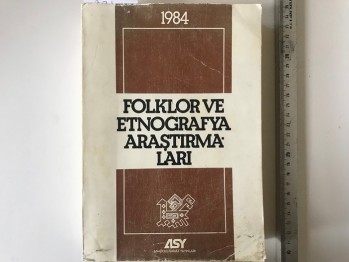 1984
FOLKLOR VE
ETNOGRAFYA
ARAŞTIRMA-
LARI
ASY